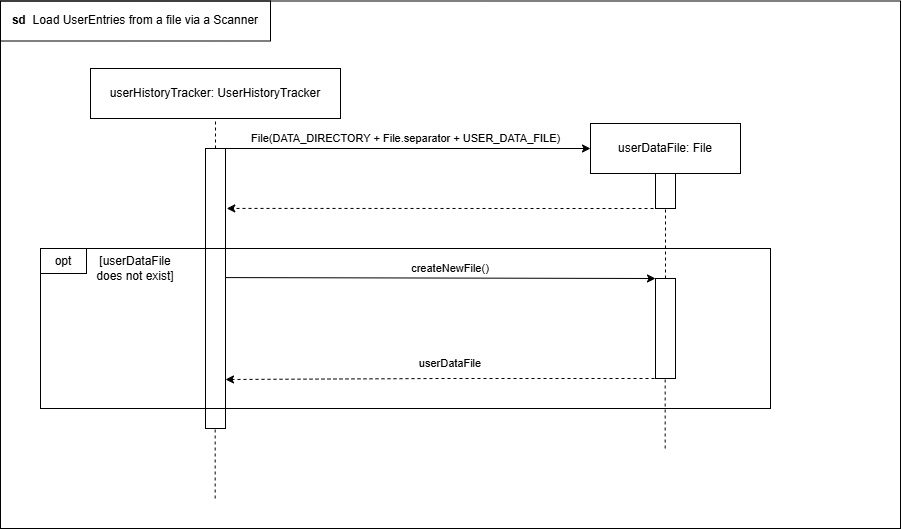 sd Load UserEntries from a file via a Scanner
userHistoryTracker: UserHistoryTracker
File(DATA_DIRECTORY + File.separator + USER_DATA_FILE)
userDataFile: File
opt
[userDataFile
does not exist]
createNewFile()
userDataFile